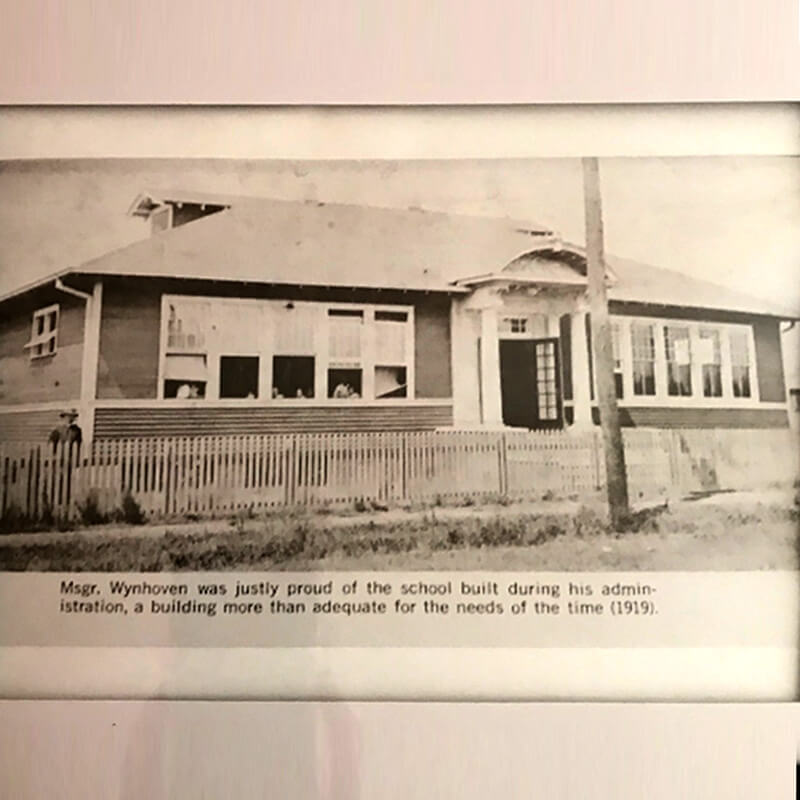 Msgr. Wynhoven was justly proud of the school built during his admin-
istration, a building more than adequate for the needs of the time (1919).